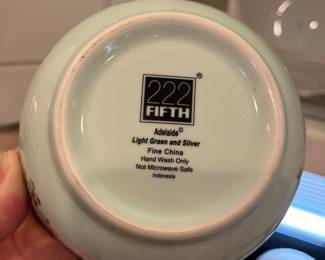 222
FIFTH ®
Adelaide©
Light Green and Silver
Fine China
Hand Wash Only
Not Microwave Safe
Indonesia